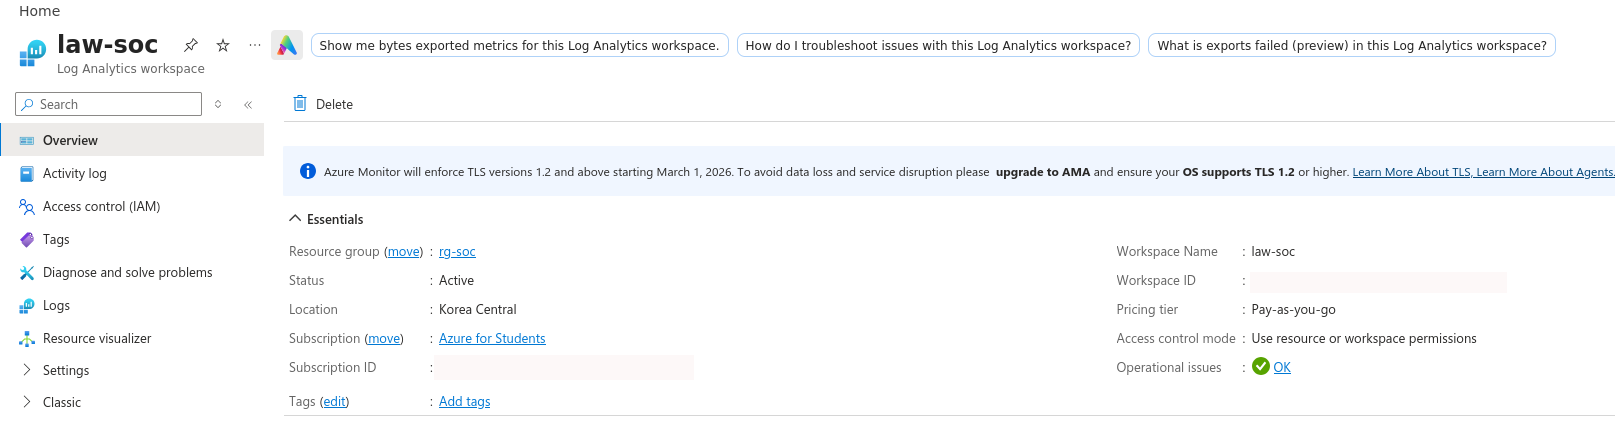 Home
law-soc
Log Analytics workspace
Show me bytes exported metrics for this Log Analytics workspace.
How do I troubleshoot issues with this Log Analytics workspace?
What is exports failed (preview) in this Log Analytics workspace?
Search
Delete
Overview
Activity log
Access control (IAM)
Tags
Diagnose and solve problems
Logs
Resource visualizer
Settings
Classic
Azure Monitor will enforce TLS versions 1.2 and above starting March 1, 2026. To avoid data loss and service disruption please upgrade to AMA and ensure your OS supports TLS 1.2 or higher. Learn More About TLS, Learn More About Agents.
Essentials
Resource group (move) : rg-soc
Status : Active
Location : Korea Central
Subscription (move) : Azure for Students
Subscription ID :
Tags (edit) : Add tags
Workspace Name : law-soc
Workspace ID :
Pricing tier : Pay-as-you-go
Access control mode : Use resource or workspace permissions
Operational issues : OK